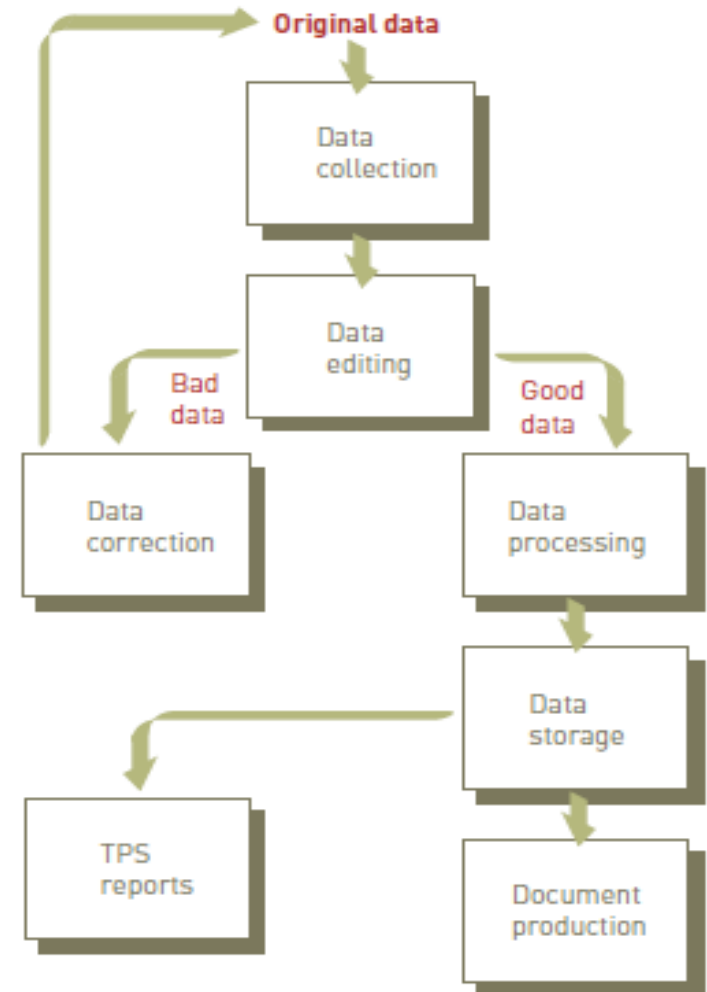 Original data
Data
collection
Data
editing
Bad
data
Good
data
Data
correction
Data
processing
Data
storage
TPS
reports
Document
production